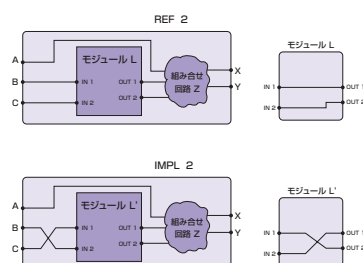 REF 2
モジュール L
A
B
C
IN 1
IN 2
モジュール L
OUT 1
OUT 2
組み合せ
回路 Z
X
Y
IN 1
IN 2
OUT 1
OUT 2
IMPL 2
モジュール L'
A
B
C
IN 1
IN 2
モジュール L'
OUT 1
OUT 2
組み合せ
回路 Z
X
Y
IN 1
IN 2
OUT 1
OUT 2